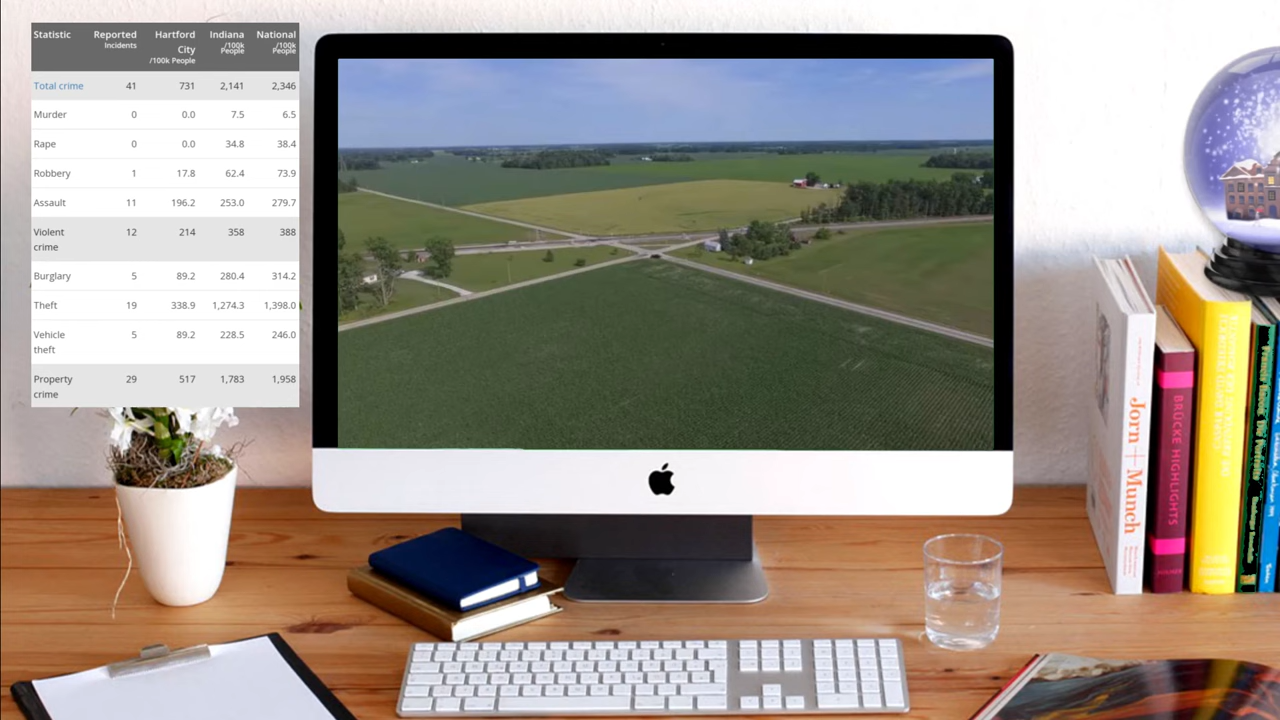 Statistic Reported Incidents Hartford City /100k People Indiana /100k People National /100k People
Total crime 41 731 2,141 2,346
Murder 0 0.0 7.5 6.5
Rape 0 0.0 34.8 38.4
Robbery 1 17.8 62.4 73.9
Assault 11 196.2 253.0 279.7
Violent crime 12 214 358 388
Burglary 5 89.2 280.4 314.2
Theft 19 338.9 1,274.3 1,398.0
Vehicle theft 5 89.2 228.5 246.0
Property crime 29 517 1,783 1,958
Jorn + Munch
BRÜCKE HIGHLIGHTS